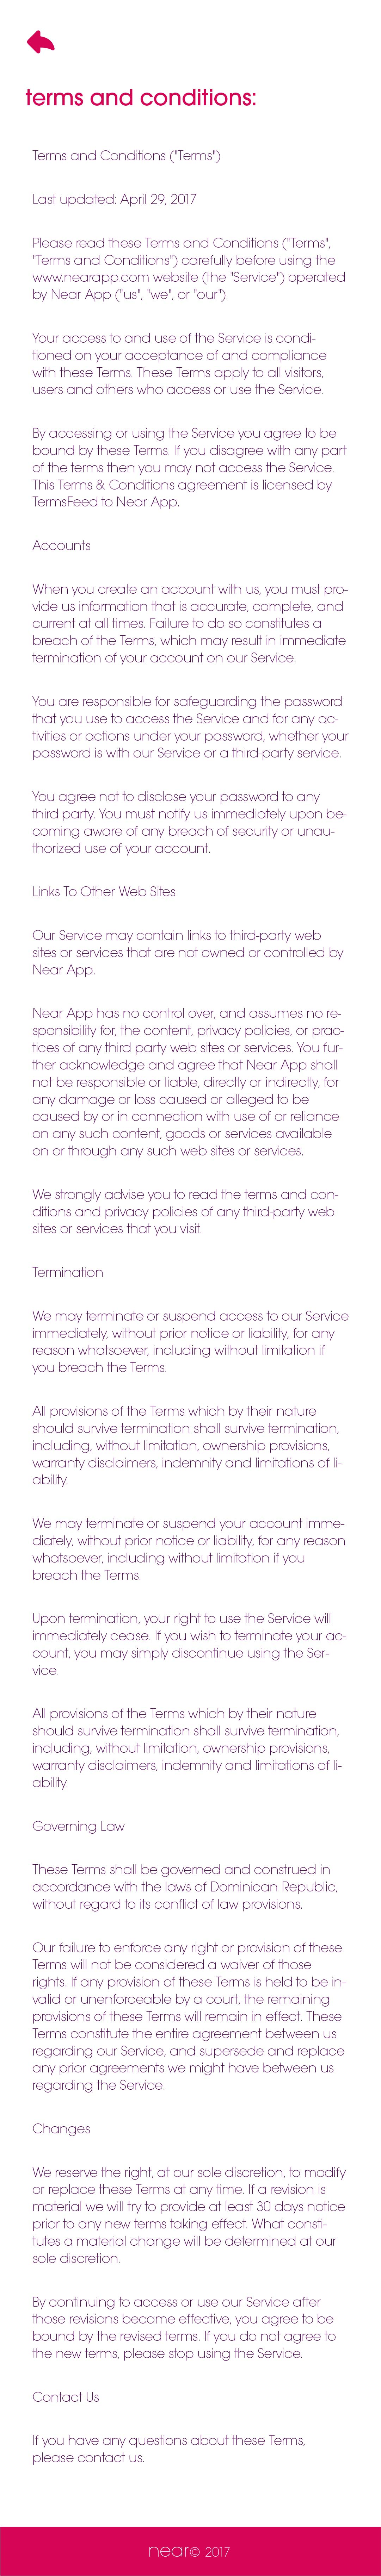 terms and conditions:
Terms and Conditions ("Terms")
Last updated: April 29, 2017
Please read these Terms and Conditions ("Terms",
"Terms and Conditions") carefully before using the
www.nearapp.com website (the "Service") operated
by Near App ("us", "we", or "our").
Your access to and use of the Service is condi-
tioned on your acceptance of and compliance
with these Terms. These Terms apply to all visitors,
users and others who access or use the Service.
By accessing or using the Service you agree to be
bound by these Terms. If you disagree with any part
of the terms then you may not access the Service.
This Terms & Conditions agreement is licensed by
TermsFeed to Near App.
Accounts
When you create an account with us, you must pro-
vide us information that is accurate, complete, and
current at all times. Failure to do so constitutes a
breach of the Terms, which may result in immediate
termination of your account on our Service.
You are responsible for safeguarding the password
that you use to access the Service and for any ac-
tivities or actions under your password, whether your
password is with our Service or a third-party service.
You agree not to disclose your password to any
third party. You must notify us immediately upon be-
coming aware of any breach of security or unau-
thorized use of your account.
Links To Other Web Sites
Our Service may contain links to third-party web
sites or services that are not owned or controlled by
Near App.
Near App has no control over, and assumes no re-
sponsibility for, the content, privacy policies, or prac-
tices of any third party web sites or services. You fur-
ther acknowledge and agree that Near App shall
not be responsible or liable, directly or indirectly, for
any damage or loss caused or alleged to be
caused by or in connection with use of or reliance
on any such content, goods or services available
on or through any such web sites or services.
We strongly advise you to read the terms and con-
ditions and privacy policies of any third-party web
sites or services that you visit.
Termination
We may terminate or suspend access to our Service
immediately, without prior notice or liability, for any
reason whatsoever, including without limitation if
you breach the Terms.
All provisions of the Terms which by their nature
should survive termination shall survive termination,
including, without limitation, ownership provisions,
warranty disclaimers, indemnity and limitations of li-
ability.
We may terminate or suspend your account imme-
diately, without prior notice or liability, for any reason
whatsoever, including without limitation if you
breach the Terms.
Upon termination, your right to use the Service will
immediately cease. If you wish to terminate your ac-
count, you may simply discontinue using the Ser-
vice.
All provisions of the Terms which by their nature
should survive termination shall survive termination,
including, without limitation, ownership provisions,
warranty disclaimers, indemnity and limitations of li-
ability.
Governing Law
These Terms shall be governed and construed in
accordance with the laws of Dominican Republic,
without regard to its conflict of law provisions.
Our failure to enforce any right or provision of these
Terms will not be considered a waiver of those
rights. If any provision of these Terms is held to be in-
valid or unenforceable by a court, the remaining
provisions of these Terms will remain in effect. These
Terms constitute the entire agreement between us
regarding our Service, and supersede and replace
any prior agreements we might have between us
regarding the Service.
Changes
We reserve the right, at our sole discretion, to modify
or replace these Terms at any time. If a revision is
material we will try to provide at least 30 days notice
prior to any new terms taking effect. What consti-
tutes a material change will be determined at our
sole discretion.
By continuing to access or use our Service after
those revisions become effective, you agree to be
bound by the revised terms. If you do not agree to
the new terms, please stop using the Service.
Contact Us
If you have any questions about these Terms,
please contact us.
near© 2017